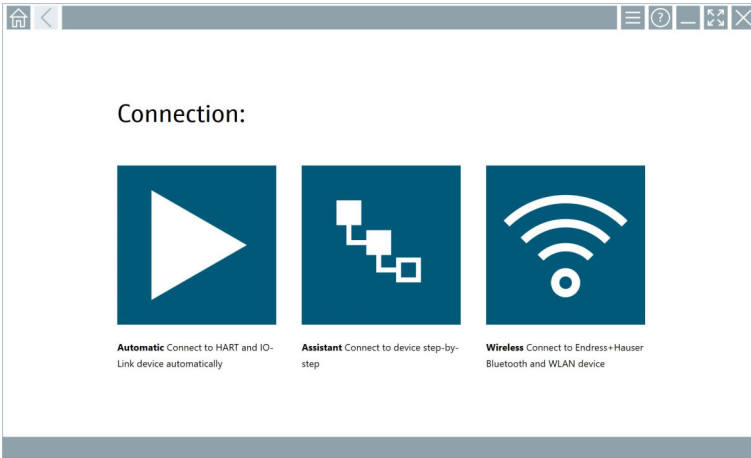 ?
Connection:
Automatic Connect to HART and IO-
Link device automatically
Assistant Connect to device step-by-
step
Wireless Connect to Endress+Hauser
Bluetooth and WLAN device